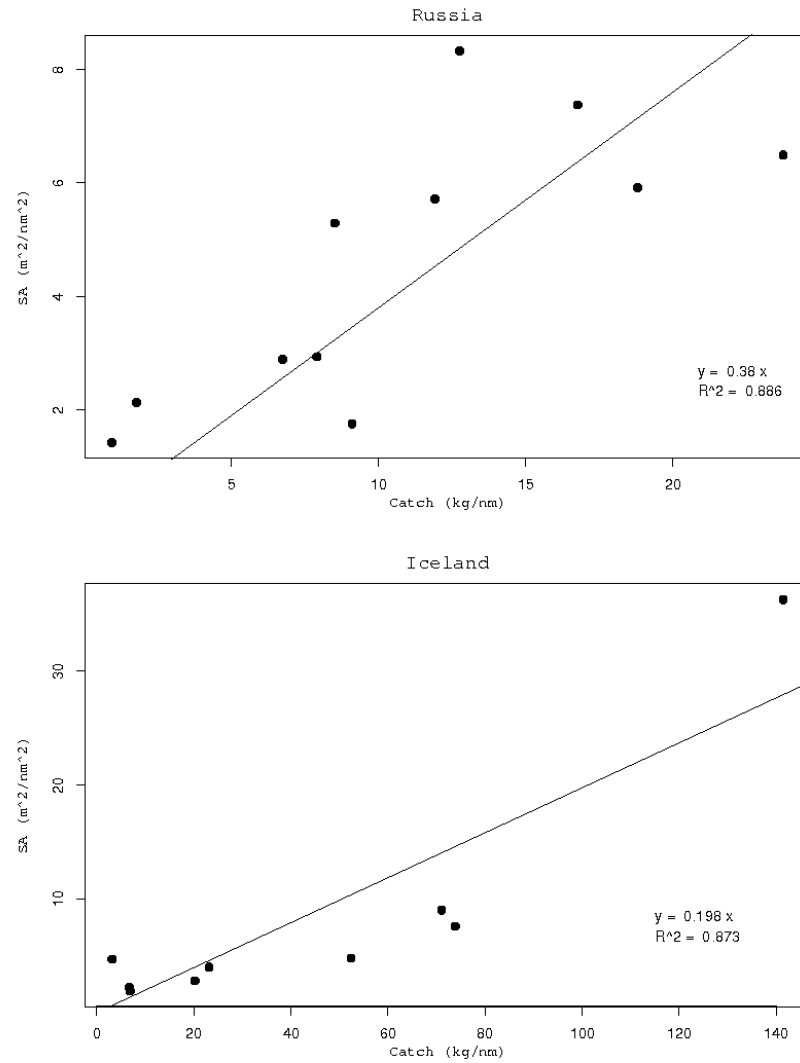 Russia
8
6
4
2
SA (m^2/nm^2)
y = 0.38 x
R^2 = 0.886
5 10 15 20
Catch (kg/nm)
Iceland
30
20
10
SA (m^2/nm^2)
y = 0.198 x
R^2 = 0.873
0 20 40 60 80 100 120 140
Catch (kg/nm)